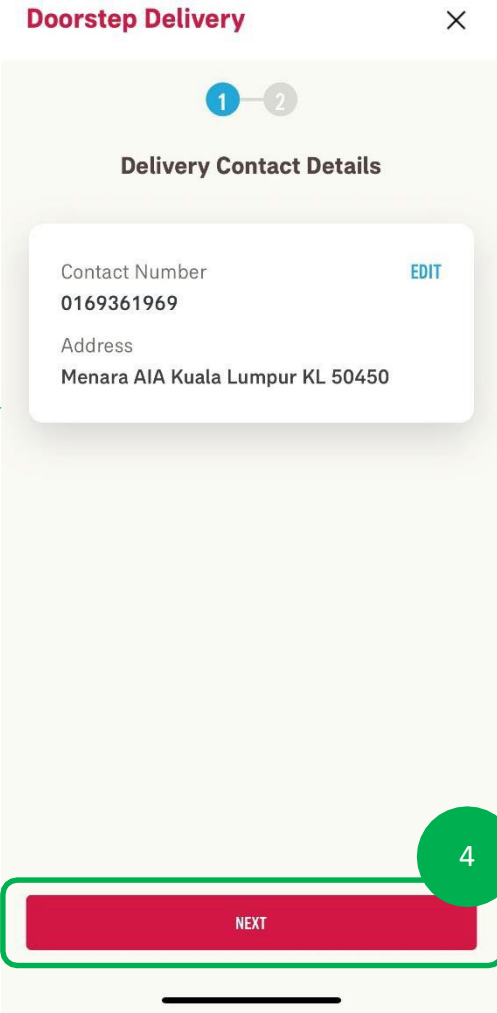 Doorstep Delivery
1 2
Delivery Contact Details
Contact Number EDIT
0169361969
Address
Menara AIA Kuala Lumpur KL 50450
4
NEXT